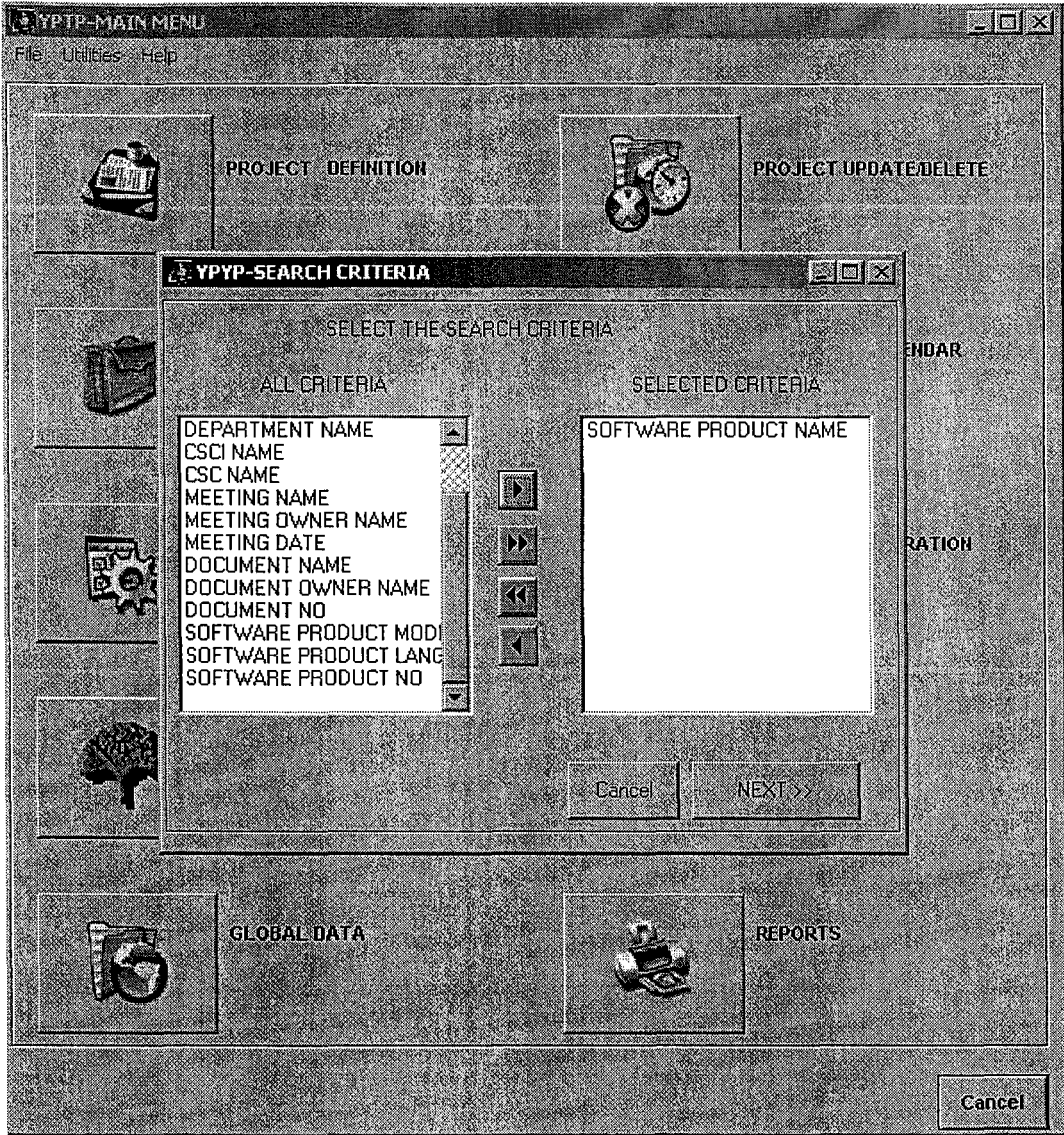 YPTP-MAIN MENU
File Utilities Help
PROJECT DEFINITION
PROJECT UPDATE/DELETE
YPYP-SEARCH CRITERIA
SELECT THE SEARCH CRITERIA
ENDAR
ALL CRITERIA
SELECTED CRITERIA
DEPARTMENT NAME
CSCI NAME
CSC NAME
MEETING NAME
MEETING OWNER NAME
MEETING DATE
DOCUMENT NAME
DOCUMENT OWNER NAME
DOCUMENT NO
SOFTWARE PRODUCT MODI
SOFTWARE PRODUCT LANG
SOFTWARE PRODUCT NO
SOFTWARE PRODUCT NAME
RATION
Cancel
NEXT >>
GLOBAL DATA
REPORTS
Cancel